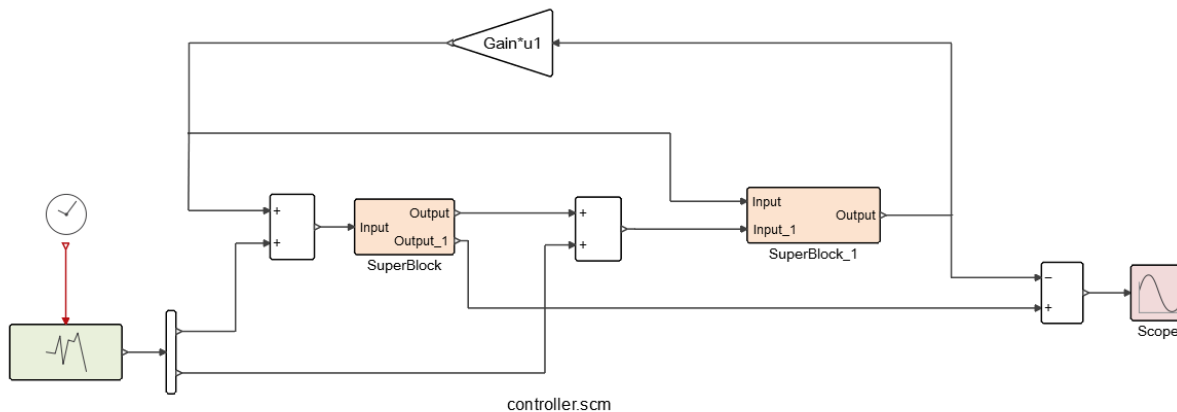 Gain*u1
+
+
Input
Output
Output_1
SuperBlock
+
+
Input
Input_1
Output
SuperBlock_1
−
+
Scope
controller.scm